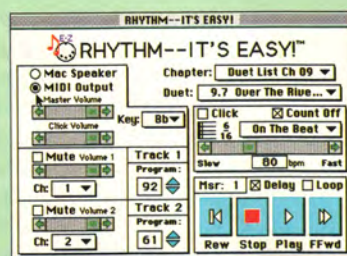 RHYTHM--IT'S EASY!
E-Z
RHYTHM--IT'S EASY!™
Mac Speaker
MIDI Output
Master Volume
Click Volume
Chapter: Duet List Ch 09
Duet: 9.7 Over The Rive...
Key: Bb
Click
Count Off
6
16
On The Beat
Slow 80 bpm Fast
Mute Volume 1
Ch: 1
Track 1
Program:
92
Mute Volume 2
Ch: 2
Track 2
Program:
61
Msr: 1
Delay
Loop
Rew Stop Play FFwd